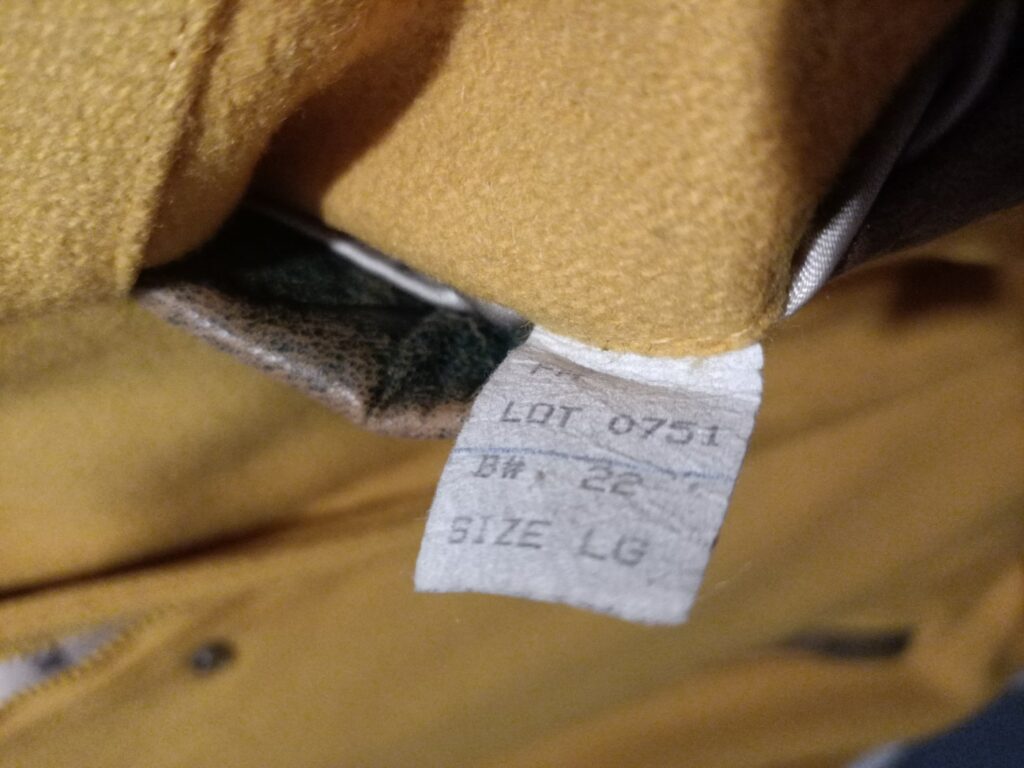 LOT 0751
B#. 22
SIZE LG